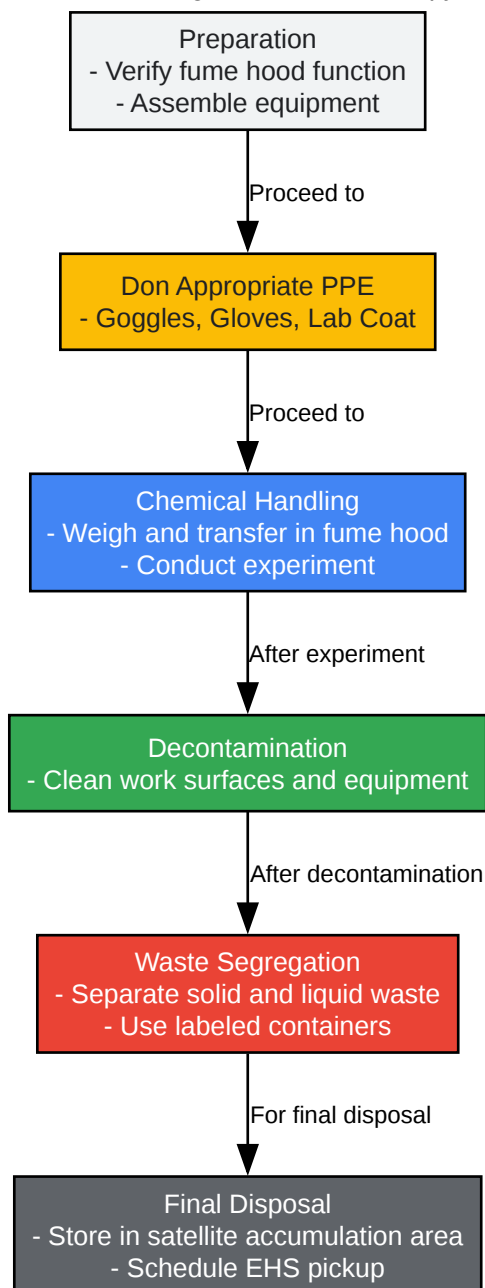 Preparation
- Verify fume hood function
- Assemble equipment
Proceed to
Don Appropriate PPE
- Goggles, Gloves, Lab Coat
Proceed to
Chemical Handling
- Weigh and transfer in fume hood
- Conduct experiment
After experiment
Decontamination
- Clean work surfaces and equipment
After decontamination
Waste Segregation
- Separate solid and liquid waste
- Use labeled containers
For final disposal
Final Disposal
- Store in satellite accumulation area
- Schedule EHS pickup